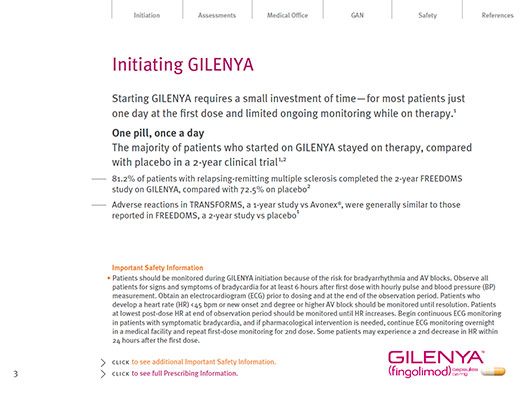 Initiation Assessments Medical Office GAN Safety References
Initiating GILENYA
Starting GILENYA requires a small investment of time—for most patients just
one day at the first dose and limited ongoing monitoring while on therapy.¹
One pill, once a day
The majority of patients who started on GILENYA stayed on therapy, compared
with placebo in a 2-year clinical trial¹,²
81.2% of patients with relapsing-remitting multiple sclerosis completed the 2-year FREEDOMS
study on GILENYA, compared with 72.5% on placebo²
Adverse reactions in TRANSFORMS, a 1-year study vs Avonex®, were generally similar to those
reported in FREEDOMS, a 2-year study vs placebo¹
Important Safety Information
• Patients should be monitored during GILENYA initiation because of the risk for bradyarrhythmia and AV blocks. Observe all
patients for signs and symptoms of bradycardia for at least 6 hours after first dose with hourly pulse and blood pressure (BP)
measurement. Obtain an electrocardiogram (ECG) prior to dosing and at the end of the observation period. Patients who
develop a heart rate (HR) <45 bpm or new onset 2nd degree or higher AV block should be monitored until resolution. Patients
at lowest post-dose HR at end of observation period should be monitored until HR increases. Begin continuous ECG monitoring
in patients with symptomatic bradycardia, and if pharmacological intervention is needed, continue ECG monitoring overnight
in a medical facility and repeat first-dose monitoring for 2nd dose. Some patients may experience a 2nd decrease in HR within
24 hours after the first dose.
CLICK to see additional Important Safety Information.
CLICK to see full Prescribing Information.
GILENYA
(fingolimod) capsules
3